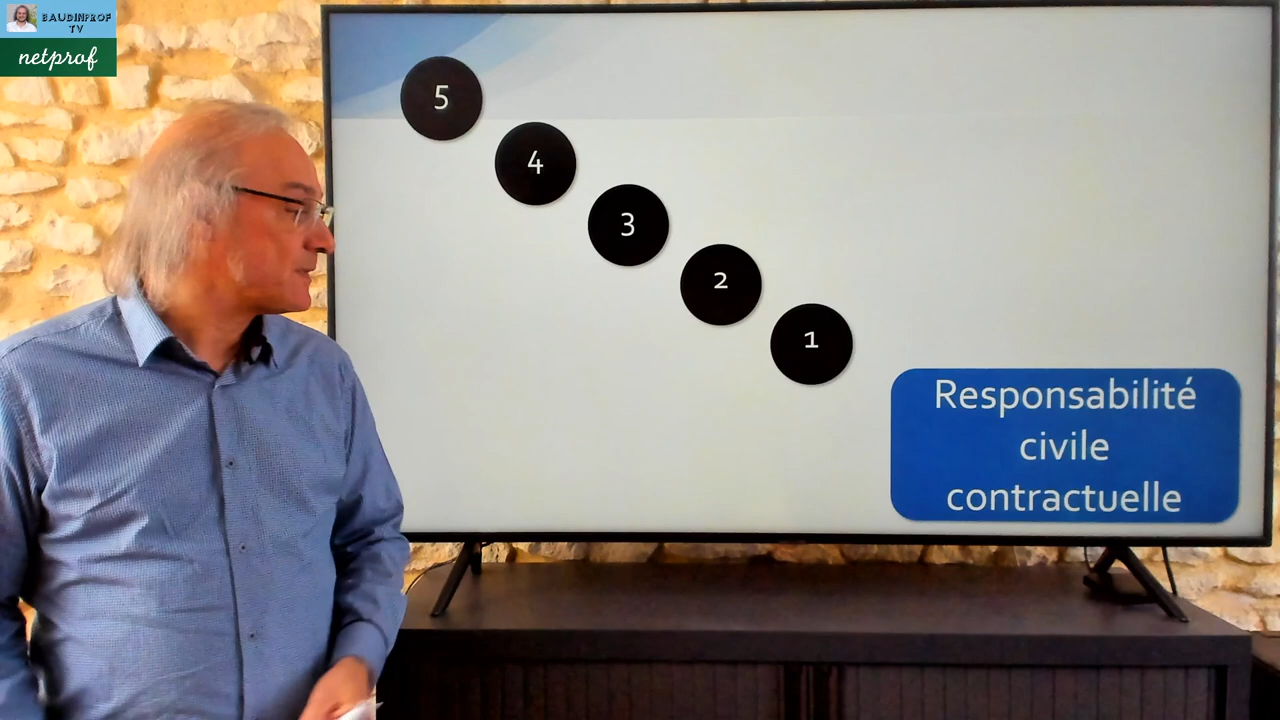 BAUDINPROF
TV
netprof
5
4
3
2
1
Responsabilité
civile
contractuelle